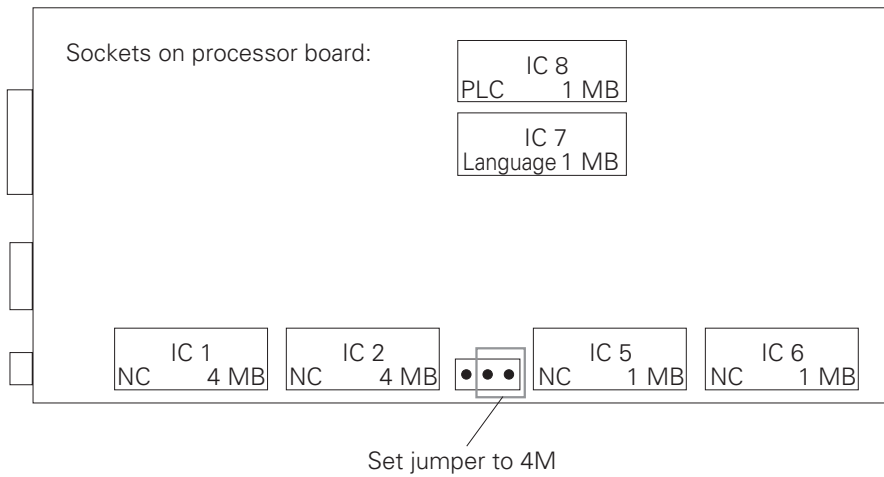 Sockets on processor board:
IC 8
PLC 1 MB
IC 7
Language 1 MB
IC 1
NC 4 MB
IC 2
NC 4 MB
IC 5
NC 1 MB
IC 6
NC 1 MB
Set jumper to 4M